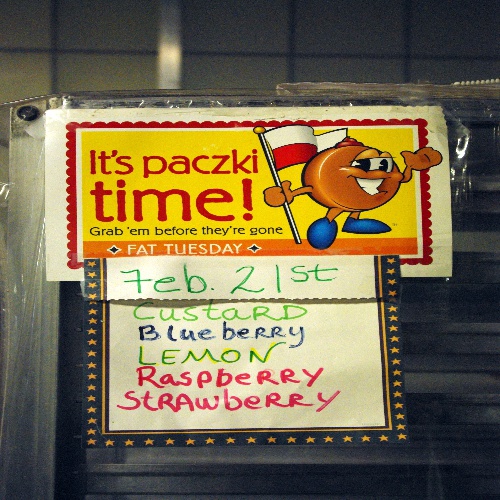 It's paczki
time!
Grab 'em before they're gone
FAT TUESDAY
Feb. 21st
CustaRD
Blueberry
LEMON
RaspbeRRY
StRAwbeRRY